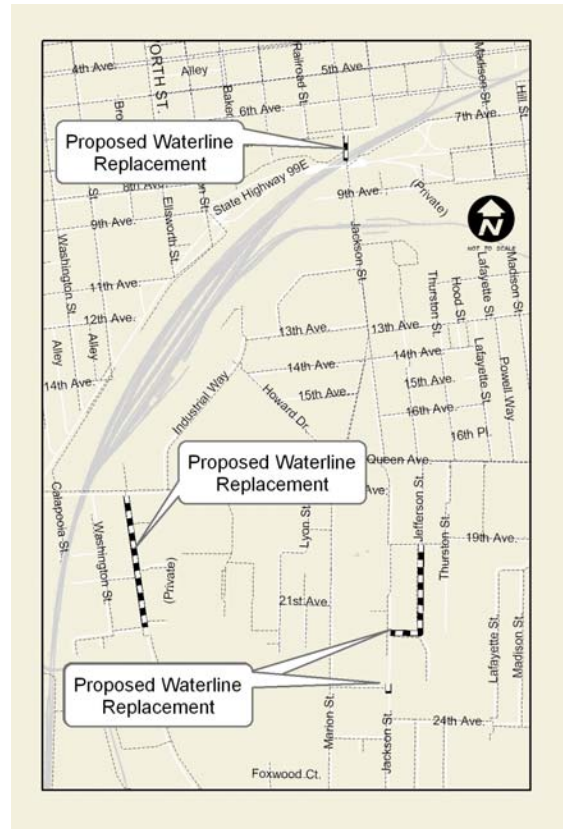 4th Ave.
Alley
5th Ave.
Railroad St.
Madison St.
ORTH ST.
6th Ave.
7th Ave.
Hill St.
Proposed Waterline
Replacement
State Highway 99E
9th Ave.
(Private)
Ellsworth St.
9th Ave.
N
NOT TO SCALE
Washington St.
Jackson St.
11th Ave.
12th Ave.
Thurston St.
Hood St.
Lafayette St.
Madison St.
13th Ave.
13th Ave.
Alley
Alley
14th Ave.
14th Ave.
14th Ave.
Lafayette St.
Powell Way
Industrial Way
15th Ave.
15th Ave.
Howard Dr.
16th Ave.
16th Pl.
Proposed Waterline
Replacement
Queen Ave.
Ave.
Calapooia St.
Washington St.
(Private)
Lyon St.
Jefferson St.
Thurston St.
19th Ave.
21st Ave.
Lafayette St.
Madison St.
Proposed Waterline
Replacement
Marion St.
Jackson St.
24th Ave.
Foxwood Ct.